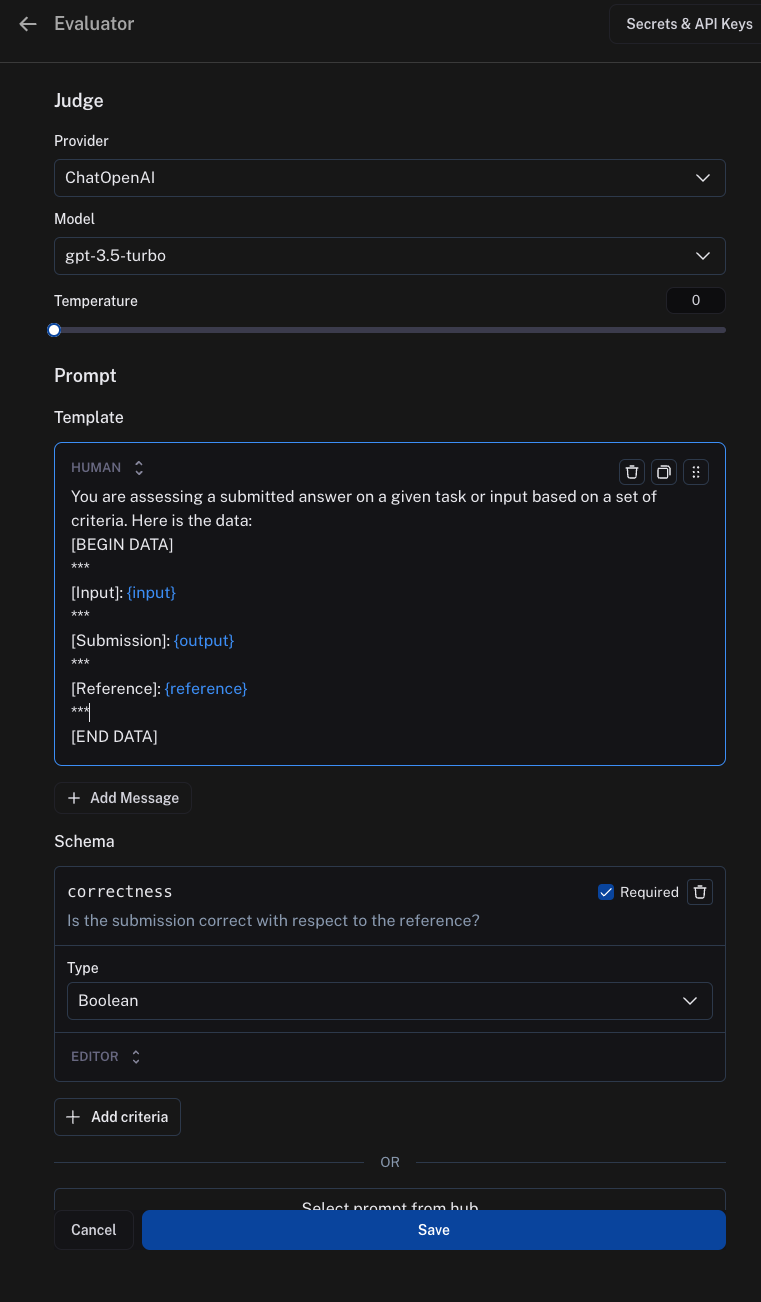 Evaluator
Secrets & API Keys
Judge
Provider
ChatOpenAI
Model
gpt-3.5-turbo
Temperature
0
Prompt
Template
HUMAN
You are assessing a submitted answer on a given task or input based on a set of
criteria. Here is the data:
[BEGIN DATA]
***
[Input]: {input}
***
[Submission]: {output}
***
[Reference]: {reference}
***
[END DATA]
Add Message
Schema
correctness
Required
Is the submission correct with respect to the reference?
Type
Boolean
EDITOR
Add criteria
OR
Select prompt from hub
Cancel
Save